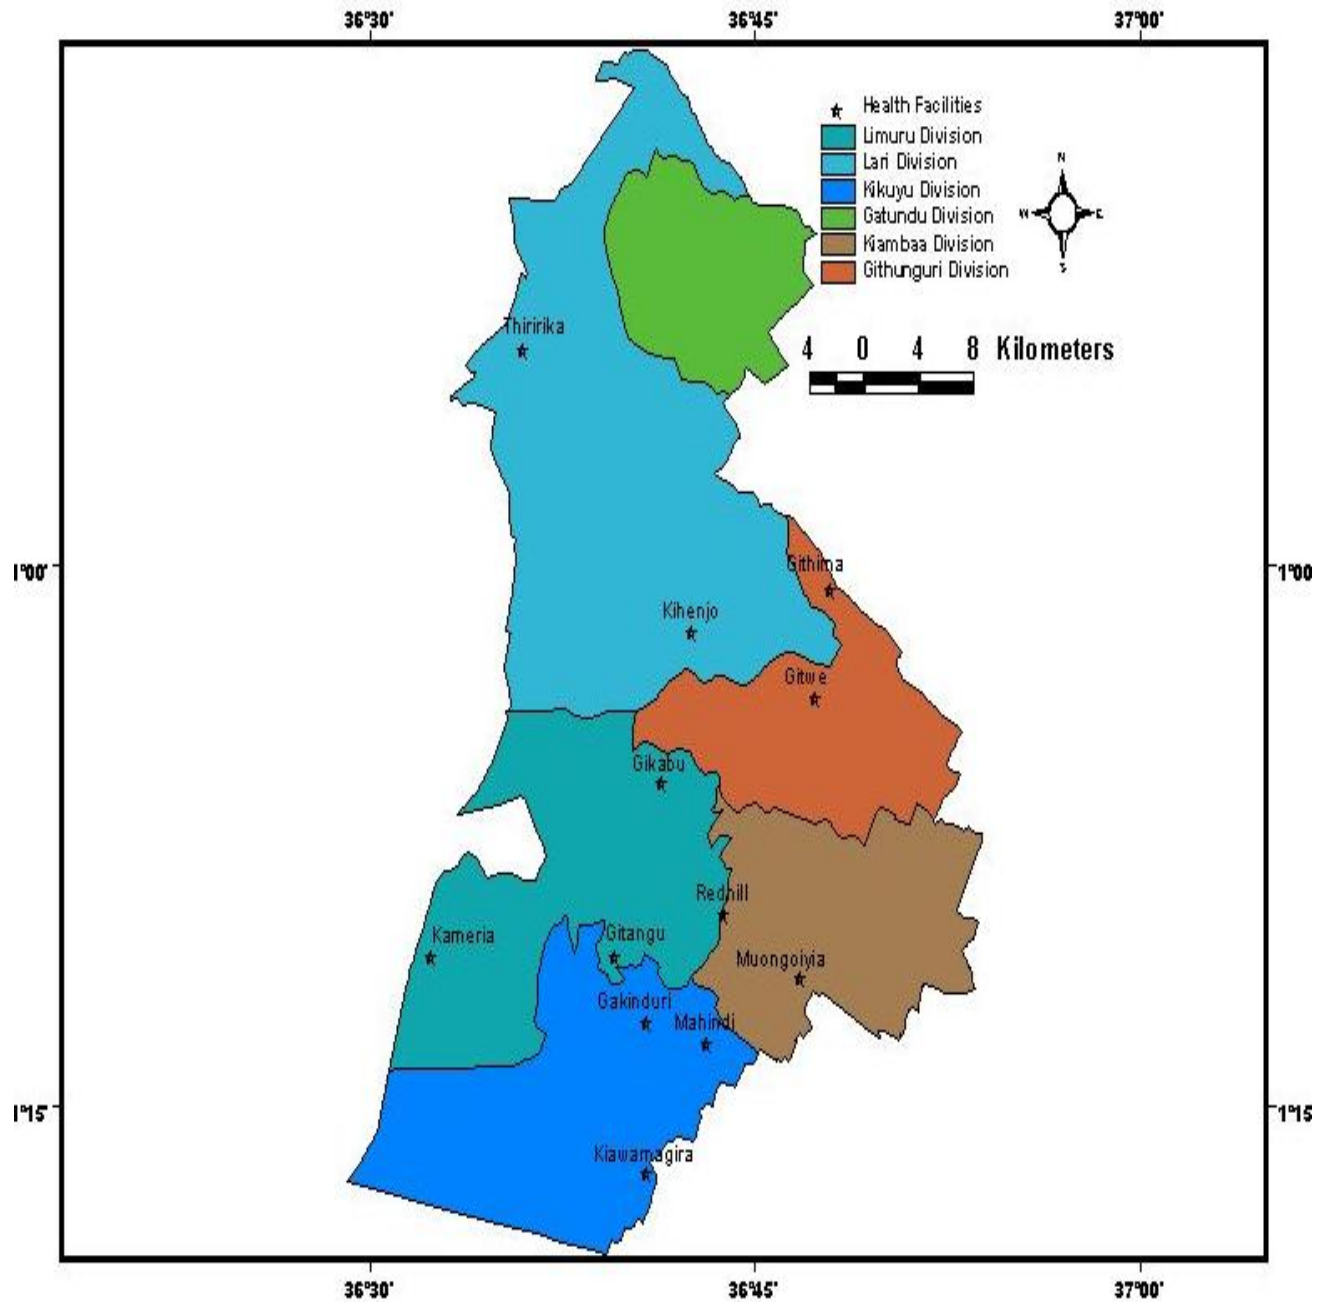 36°30' 36°45' 37°00'
Health Facilities
Limuru Division
Lari Division
Kikuyu Division
Gatundu Division
Kiambaa Division
Githunguri Division
N
W E
S
Thiririka
4 0 4 8 Kilometers
1°00' 1°00
Githima
Kihenjo
Gitwe
Gikabu
Redhill
Kameria Gitangu
Muongoiyia
Gakinduri
Mahindi
1°15' 1°15
Kiawamagira
36°30' 36°45' 37°00'